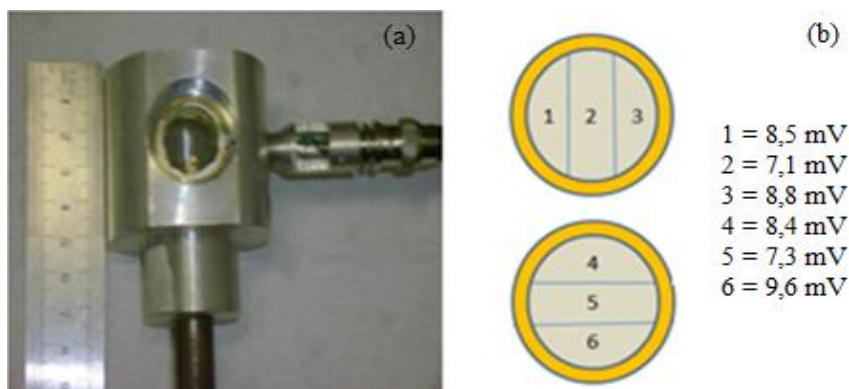 (a)
(b)
1
2
3
4
5
6
1 = 8,5 mV
2 = 7,1 mV
3 = 8,8 mV
4 = 8,4 mV
5 = 7,3 mV
6 = 9,6 mV